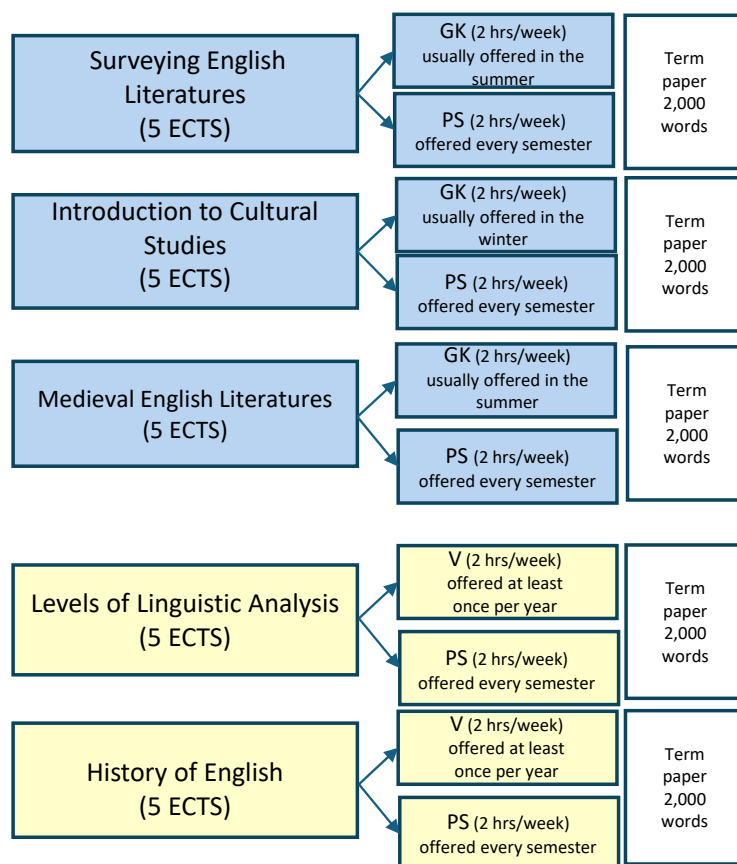 Surveying English
Literatures
(5 ECTS)
GK (2 hrs/week)
usually offered in the
summer
PS (2 hrs/week)
offered every semester
Term
paper
2,000
words
Introduction to Cultural
Studies
(5 ECTS)
GK (2 hrs/week)
usually offered in the
winter
PS (2 hrs/week)
offered every semester
Term
paper
2,000
words
Medieval English Literatures
(5 ECTS)
GK (2 hrs/week)
usually offered in the
summer
PS (2 hrs/week)
offered every semester
Term
paper
2,000
words
Levels of Linguistic Analysis
(5 ECTS)
V (2 hrs/week)
offered at least
once per year
PS (2 hrs/week)
offered every semester
Term
paper
2,000
words
History of English
(5 ECTS)
V (2 hrs/week)
offered at least
once per year
PS (2 hrs/week)
offered every semester
Term
paper
2,000
words